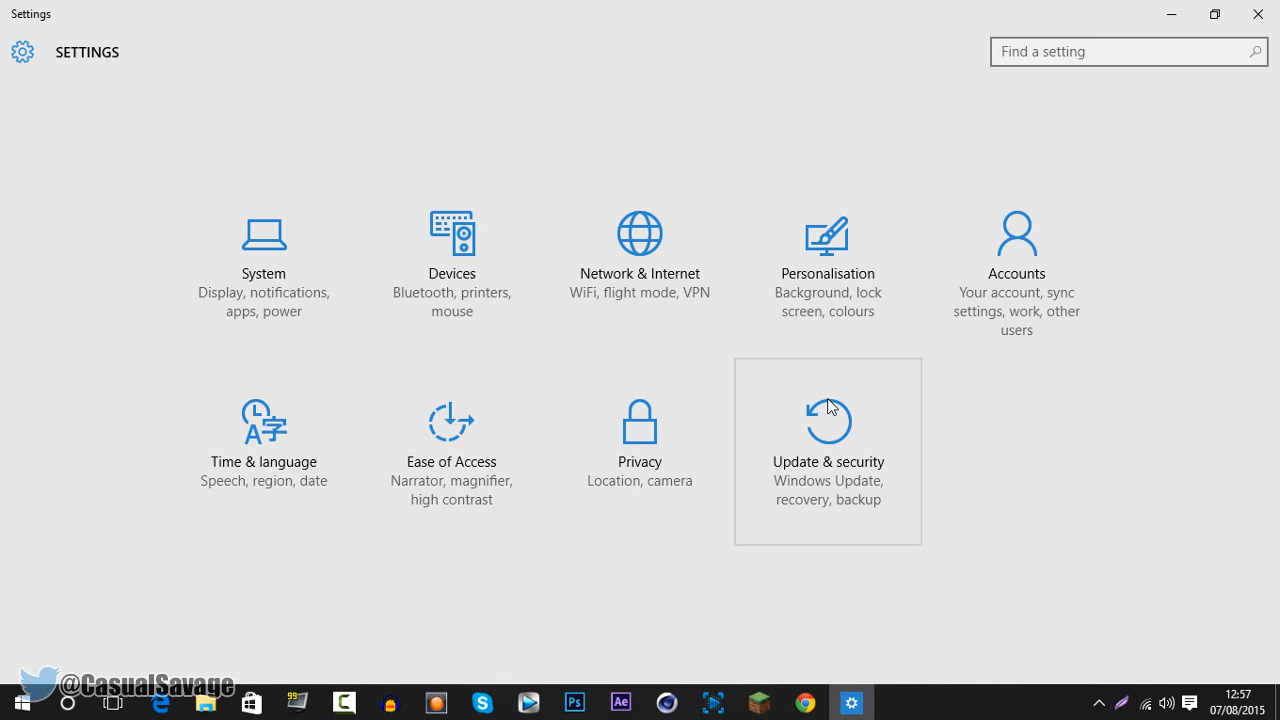 Settings
SETTINGS
Find a setting
System
Display, notifications,
apps, power
Devices
Bluetooth, printers,
mouse
Network & Internet
WiFi, flight mode, VPN
Personalisation
Background, lock
screen, colours
Accounts
Your account, sync
settings, work, other
users
Time & language
Speech, region, date
Ease of Access
Narrator, magnifier,
high contrast
Privacy
Location, camera
Update & security
Windows Update,
recovery, backup
@CasualSavage
99
Ps
Ae
12:57
07/08/2015